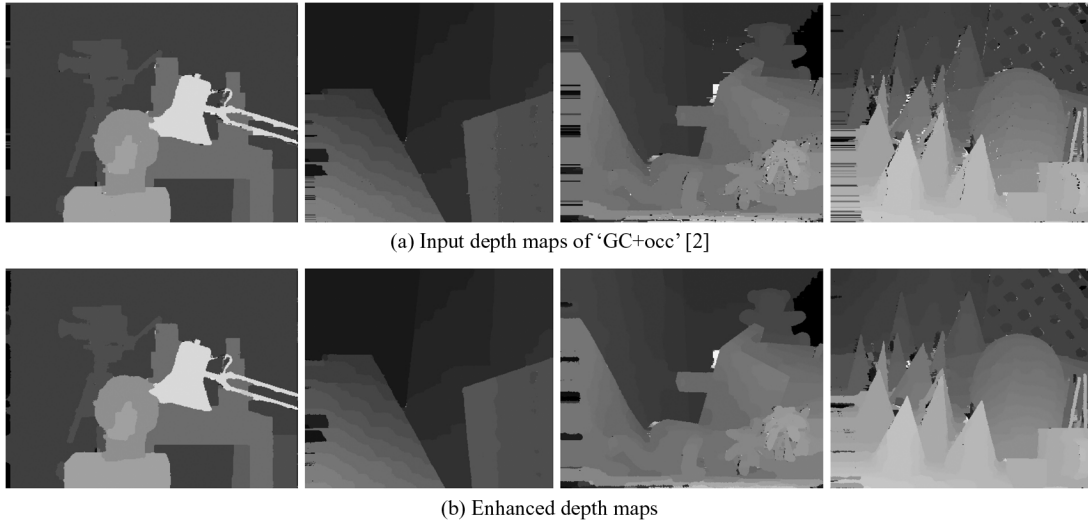 (a) Input depth maps of ‘GC+occ’ [2]
(b) Enhanced depth maps